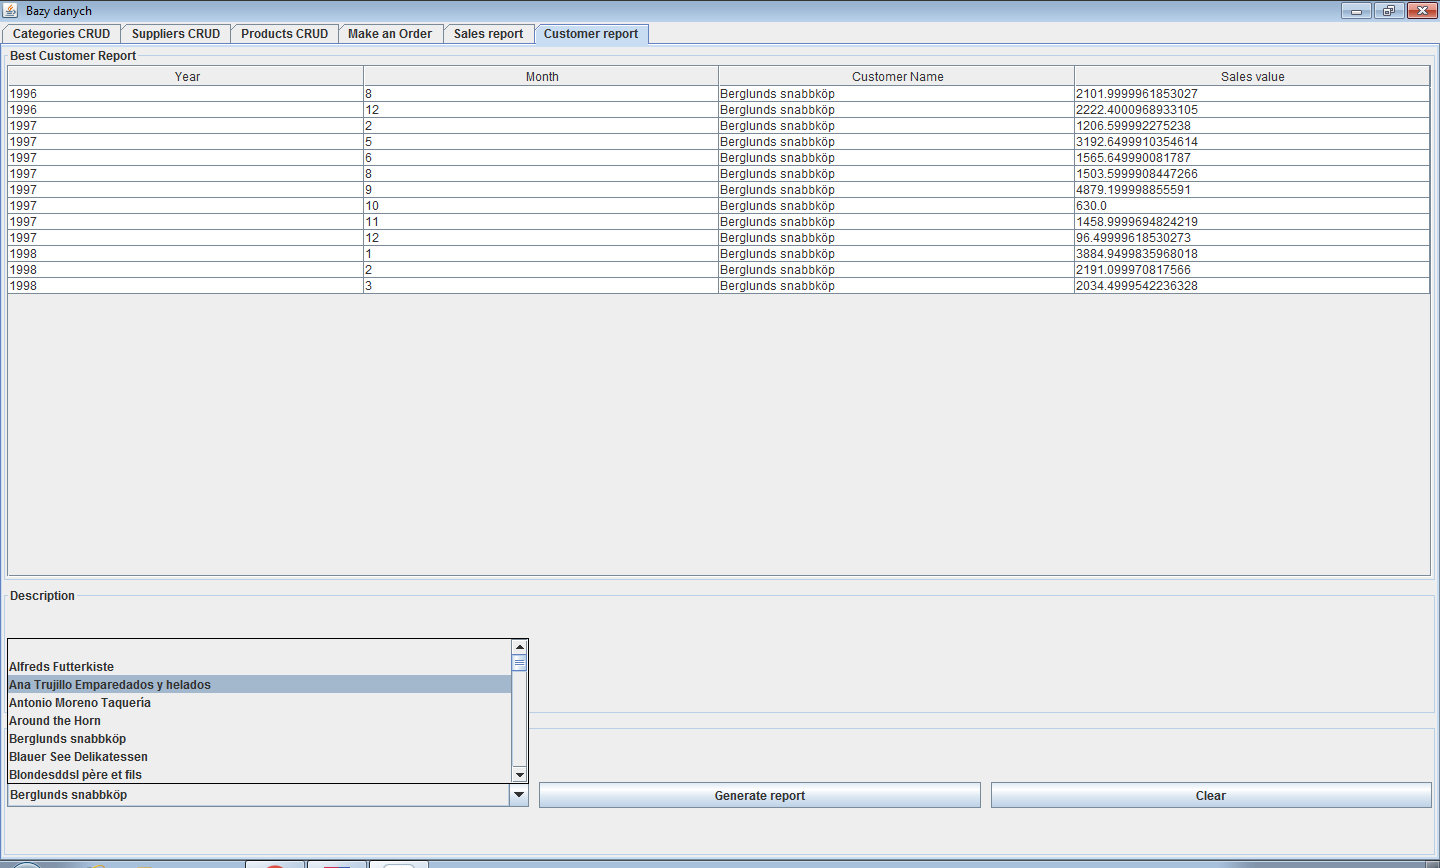 Bazy danych
Categories CRUD Suppliers CRUD Products CRUD Make an Order Sales report Customer report
Best Customer Report
Year Month Customer Name Sales value
1996 8 Berglunds snabbköp 2101.9999961853027
1996 12 Berglunds snabbköp 2222.4000968933105
1997 2 Berglunds snabbköp 1206.599992275238
1997 5 Berglunds snabbköp 3192.6499910354614
1997 6 Berglunds snabbköp 1565.649990081787
1997 8 Berglunds snabbköp 1503.5999908447266
1997 9 Berglunds snabbköp 4879.199998855591
1997 10 Berglunds snabbköp 630.0
1997 11 Berglunds snabbköp 1458.9999694824219
1997 12 Berglunds snabbköp 96.49999618530273
1998 1 Berglunds snabbköp 3884.9499835968018
1998 2 Berglunds snabbköp 2191.099970817566
1998 3 Berglunds snabbköp 2034.4999542236328
Description
Alfreds Futterkiste
Ana Trujillo Emparedados y helados
Antonio Moreno Taquería
Around the Horn
Berglunds snabbköp
Blauer See Delikatessen
Blondesddsl père et fils
Berglunds snabbköp Generate report Clear